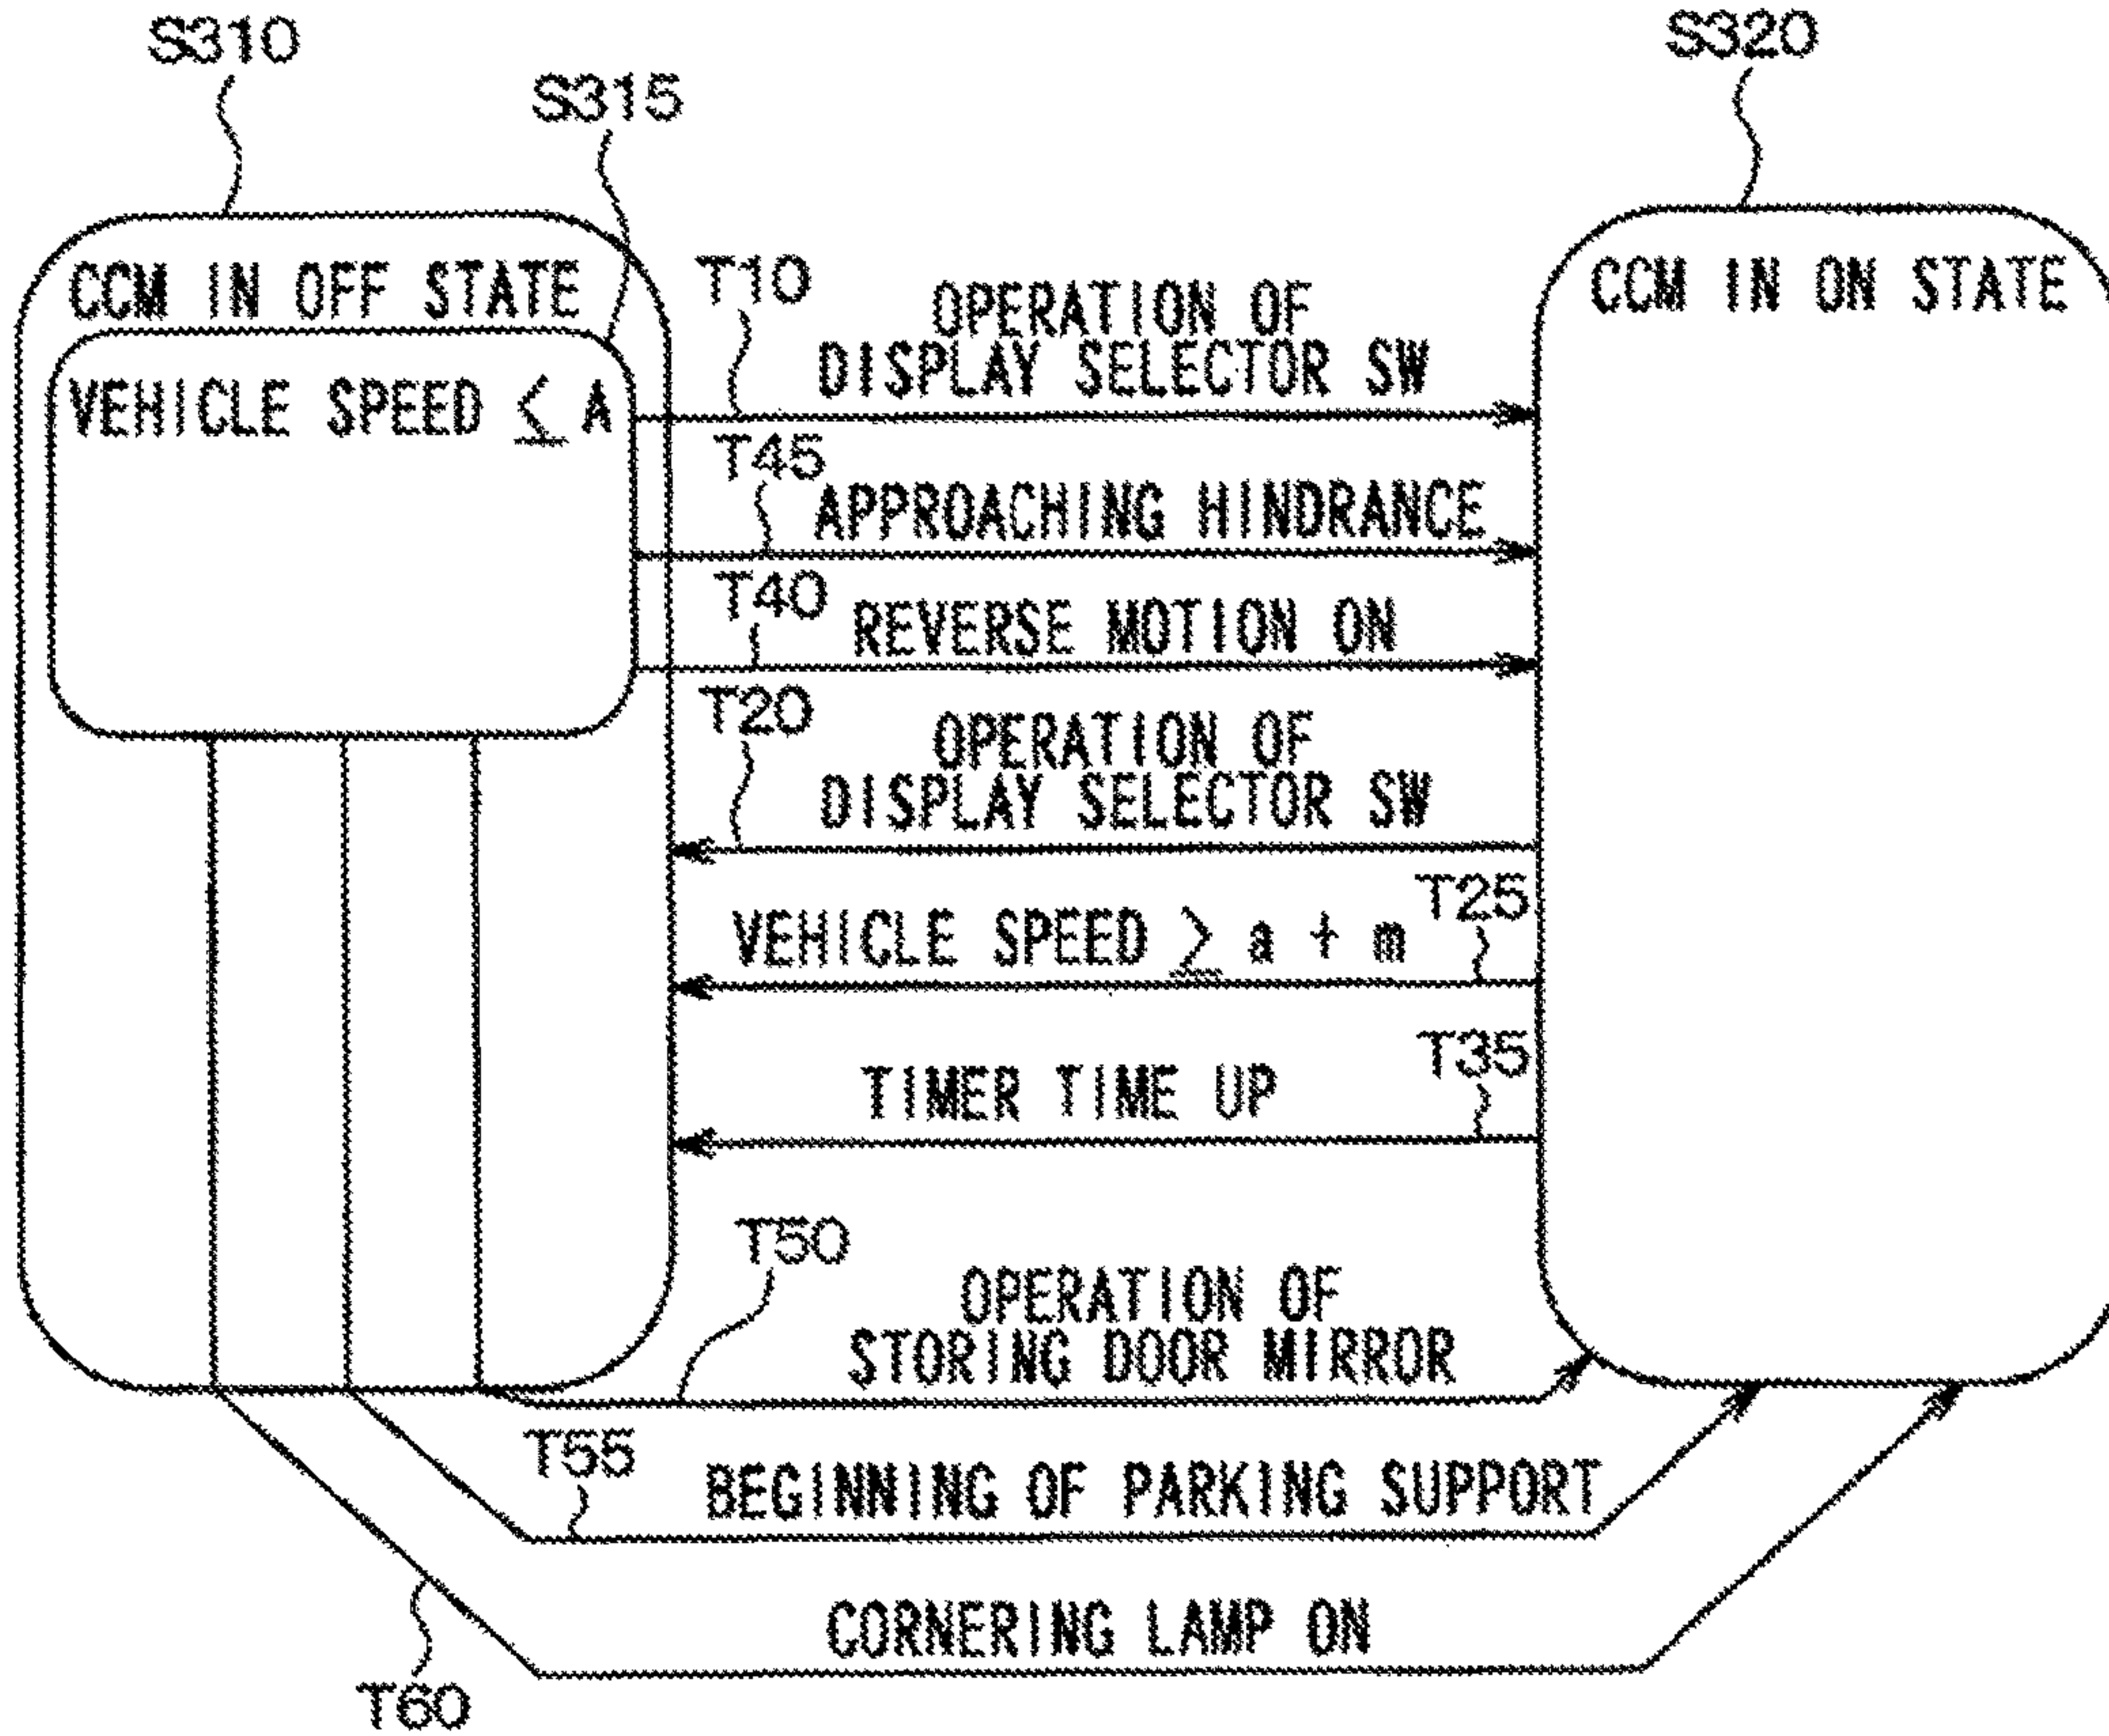 S310
S320
S315
CCM IN OFF STATE
CCM IN ON STATE
VEHICLE SPEED ≤ A
T10
OPERATION OF
DISPLAY SELECTOR SW
T45
APPROACHING HINDRANCE
T40
REVERSE MOTION ON
T20
OPERATION OF
DISPLAY SELECTOR SW
VEHICLE SPEED ≥ a + m
T25
TIMER TIME UP
T35
T50
OPERATION OF
STORING DOOR MIRROR
T55
BEGINNING OF PARKING SUPPORT
CORNERING LAMP ON
T60